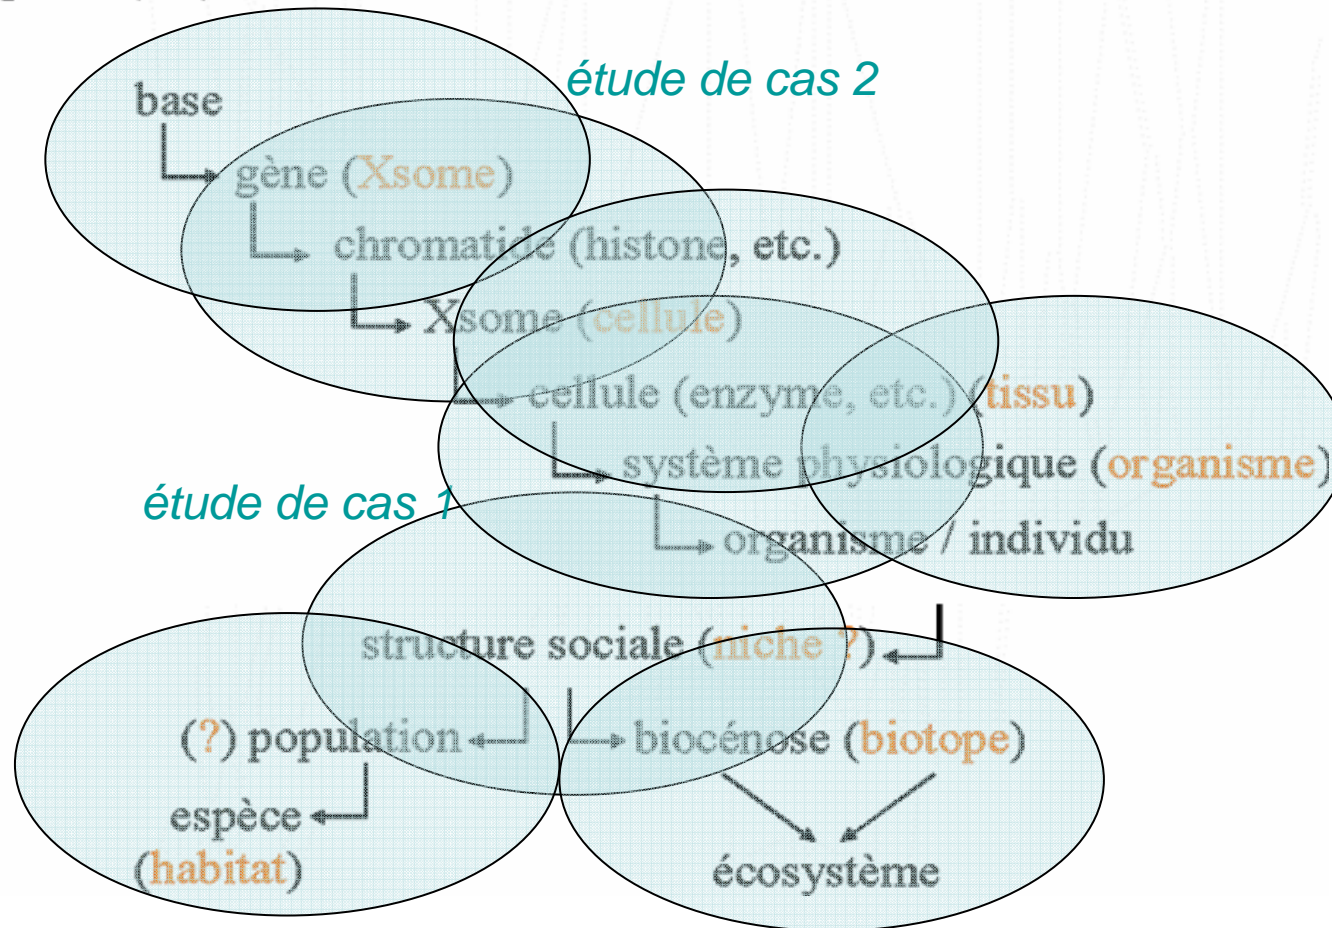 étude de cas 2
base
gène (Xsome)
chromatide (histone, etc.)
Xsome (cellule)
cellule (enzyme, etc.) (tissu)
système physiologique (organisme)
étude de cas 1
organisme / individu
structure sociale (niche ?)
(?) population
biocénose (biotope)
espèce
(habitat)
écosystème